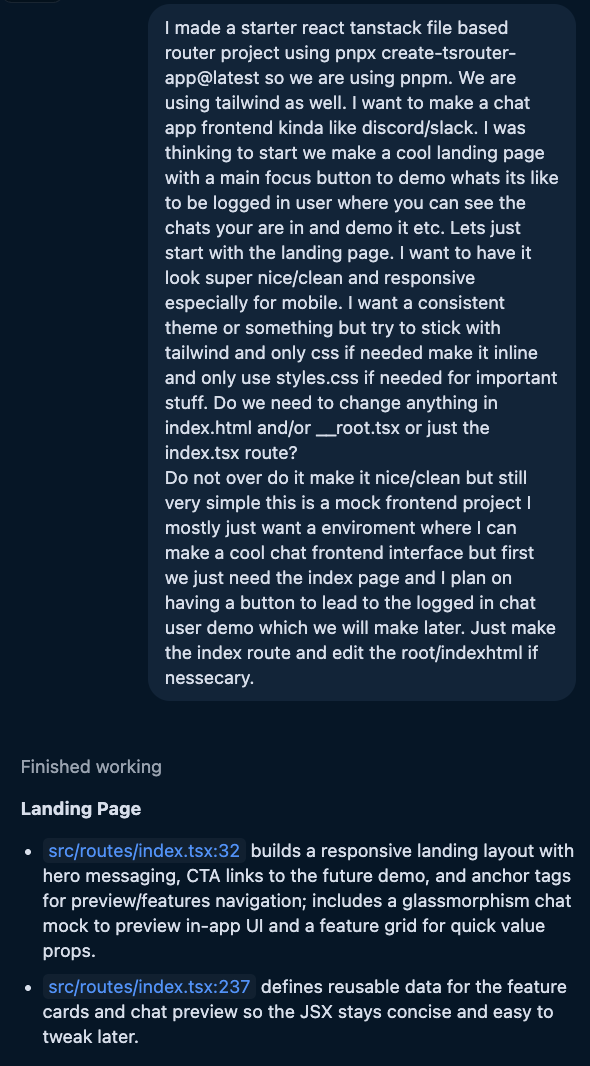 I made a starter react tanstack file based
router project using pnpx create-tsrouter-
app@latest so we are using pnpm. We are
using tailwind as well. I want to make a chat
app frontend kinda like discord/slack. I was
thinking to start we make a cool landing page
with a main focus button to demo whats its like
to be logged in user where you can see the
chats your are in and demo it etc. Lets just
start with the landing page. I want to have it
look super nice/clean and responsive
especially for mobile. I want a consistent
theme or something but try to stick with
tailwind and only css if needed make it inline
and only use styles.css if needed for important
stuff. Do we need to change anything in
index.html and/or __root.tsx or just the
index.tsx route?
Do not over do it make it nice/clean but still
very simple this is a mock frontend project I
mostly just want a enviroment where I can
make a cool chat frontend interface but first
we just need the index page and I plan on
having a button to lead to the logged in chat
user demo which we will make later. Just make
the index route and edit the root/indexhtml if
nessecary.
Finished working
Landing Page
• src/routes/index.tsx:32 builds a responsive landing layout with
hero messaging, CTA links to the future demo, and anchor tags
for preview/features navigation; includes a glassmorphism chat
mock to preview in-app UI and a feature grid for quick value
props.
• src/routes/index.tsx:237 defines reusable data for the feature
cards and chat preview so the JSX stays concise and easy to
tweak later.